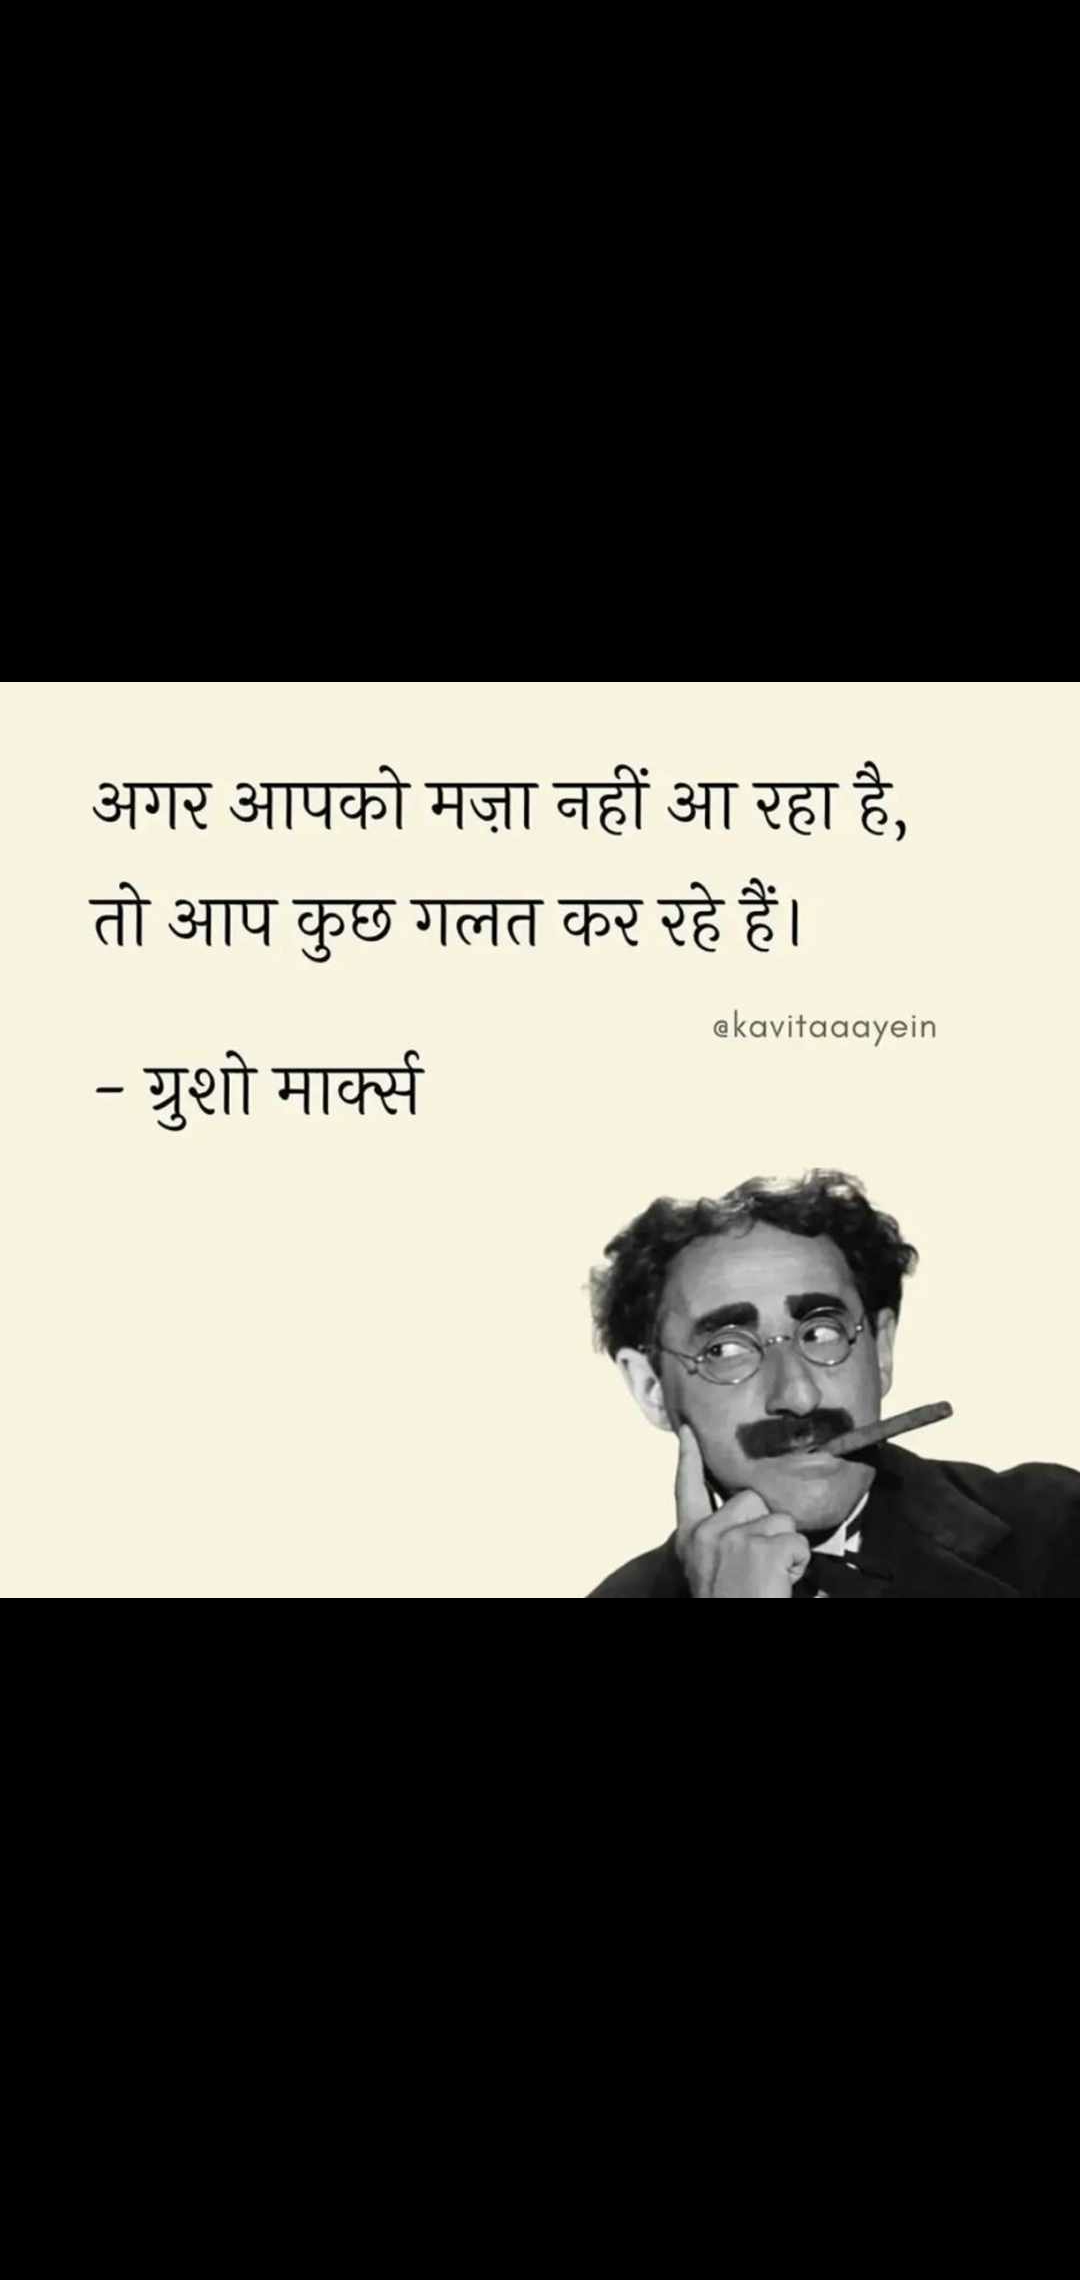 अगर आपको मज़ा नहीं आ रहा है,
तो आप कुछ गलत कर रहे हैं।
@kavitaaayein
- ग्रुशो मार्क्स